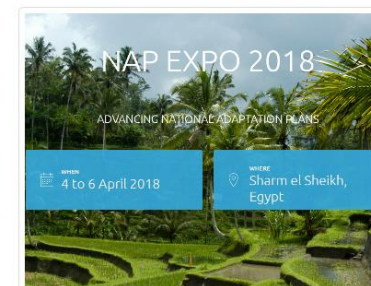 NAP EXPO 2018
ADVANCING NATIONAL ADAPTATION PLANS
WHEN
4 to 6 April 2018
WHERE
Sharm el Sheikh,
Egypt